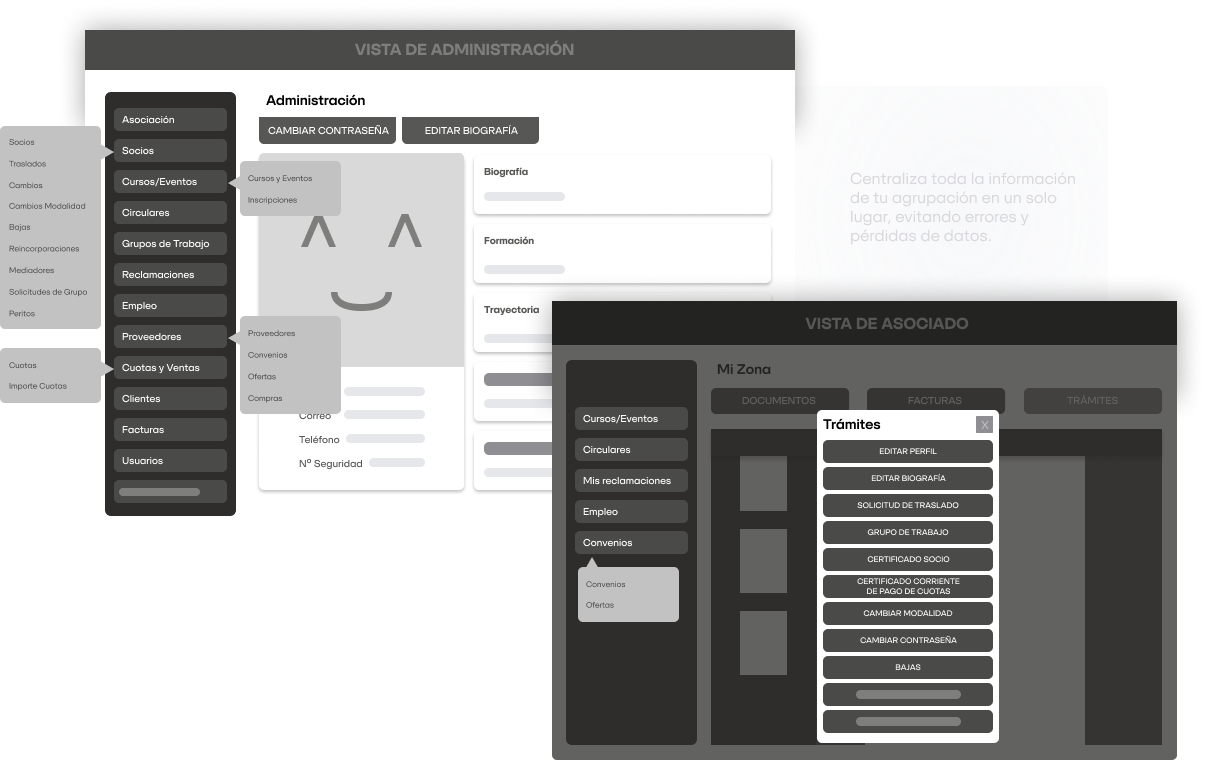 VISTA DE ADMINISTRACIÓN
Administración
CAMBIAR CONTRASEÑA
EDITAR BIOGRAFÍA
Asociación
Socios
Cursos/Eventos
Circulares
Grupos de Trabajo
Reclamaciones
Empleo
Proveedores
Cuotas y Ventas
Clientes
Facturas
Usuarios
Socios
Traslados
Cambios
Cambios Modalidad
Bajas
Reincorporaciones
Mediadores
Solicitudes de Grupo
Peritos
Cuotas
Importe Cuotas
Cursos y Eventos
Inscripciones
Proveedores
Convenios
Ofertas
Compras
Correo
Teléfono
Nº Seguridad
Biografía
Formación
Trayectoria
Centraliza toda la información
de tu agrupación en un solo
lugar, evitando errores y
pérdidas de datos.
VISTA DE ASOCIADO
Mi Zona
DOCUMENTOS
FACTURAS
TRÁMITES
Cursos/Eventos
Circulares
Mis reclamaciones
Empleo
Convenios
Convenios
Ofertas
Trámites
X
EDITAR PERFIL
EDITAR BIOGRAFÍA
SOLICITUD DE TRASLADO
GRUPO DE TRABAJO
CERTIFICADO SOCIO
CERTIFICADO CORRIENTE
DE PAGO DE CUOTAS
CAMBIAR MODALIDAD
CAMBIAR CONTRASEÑA
BAJAS